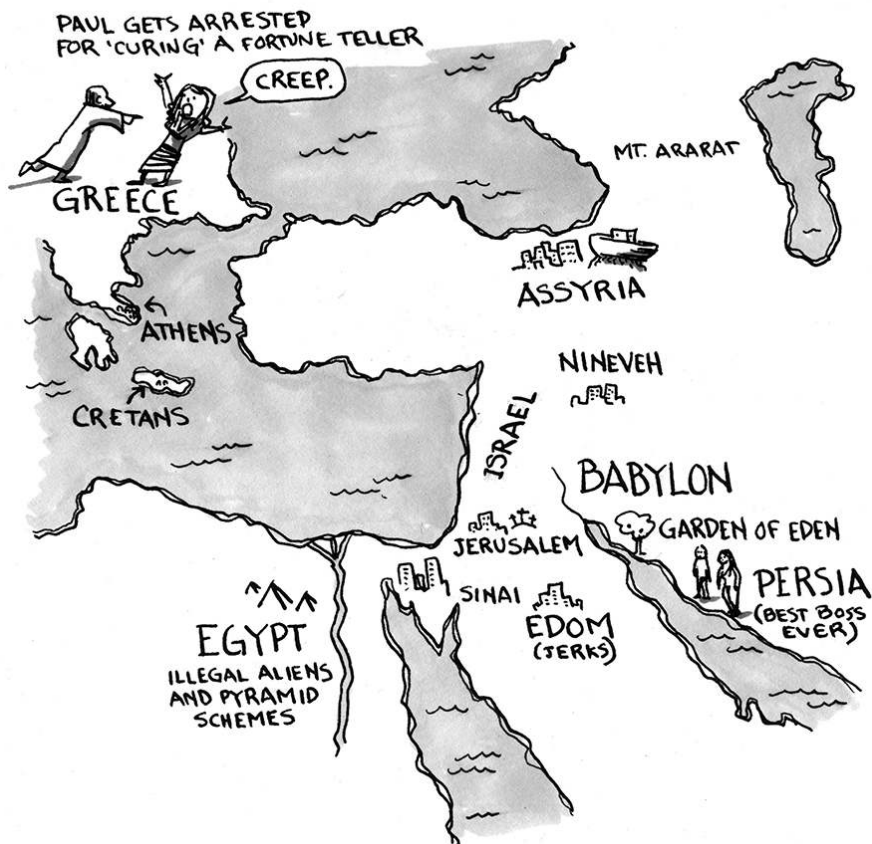 PAUL GETS ARRESTED
FOR 'CURING' A FORTUNE TELLER
CREEP.
GREECE
MT. ARARAT
ASSYRIA
ATHENS
CRETANS
NINEVEH
ISRAEL
BABYLON
GARDEN OF EDEN
PERSIA
(BEST BOSS
EVER)
JERUSALEM
SINAI
EDOM
(JERKS)
EGYPT
ILLEGAL ALIENS
AND PYRAMID
SCHEMES